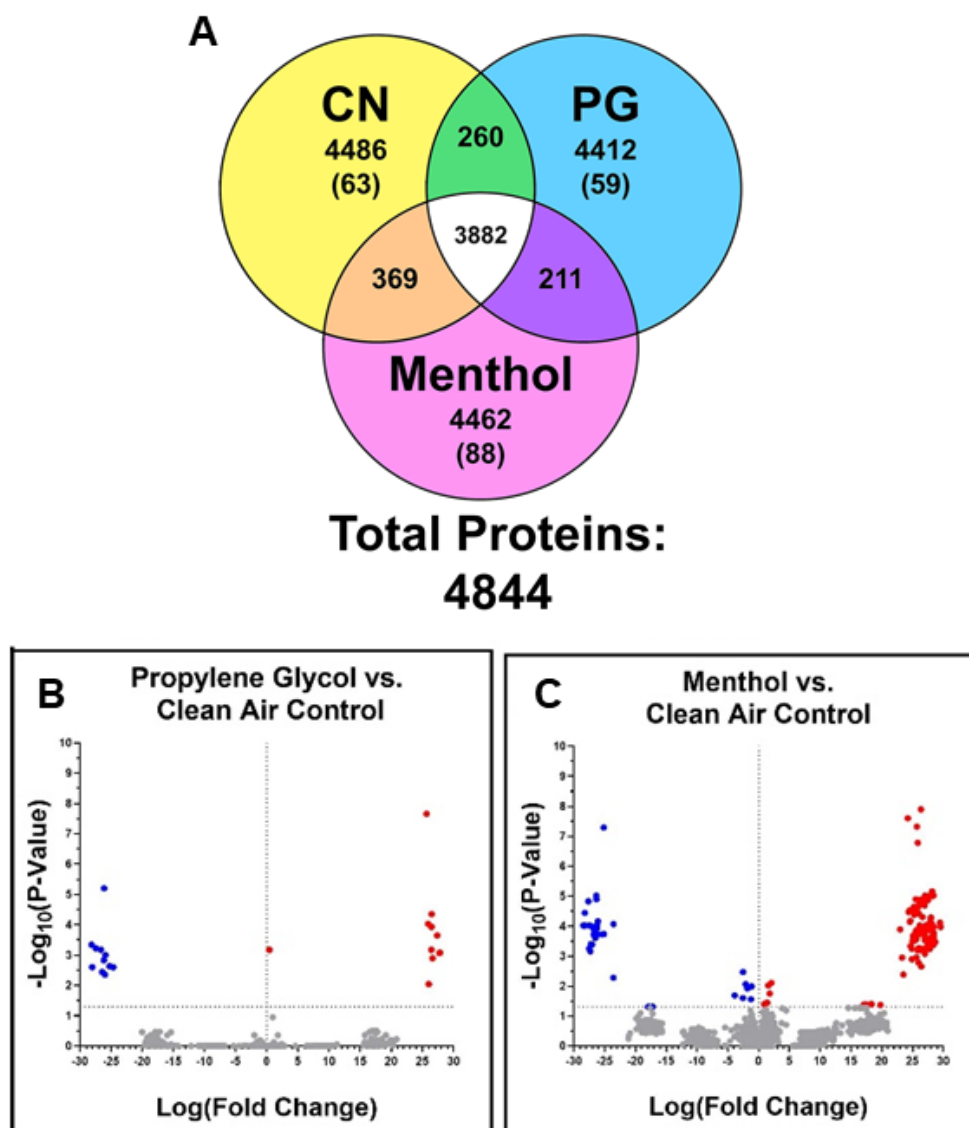 A
CN
4486
(63)
260
PG
4412
(59)
3882
369
211
Menthol
4462
(88)
Total Proteins:
4844
B
Propylene Glycol vs.
Clean Air Control
-Log10(P-Value)
10
9
8
7
6
5
4
3
2
1
0
-30 -25 -20 -15 -10 -5 0 5 10 15 20 25 30
Log(Fold Change)
C
Menthol vs.
Clean Air Control
-Log10(P-Value)
10
9
8
7
6
5
4
3
2
1
0
-30 -25 -20 -15 -10 -5 0 5 10 15 20 25 30
Log(Fold Change)